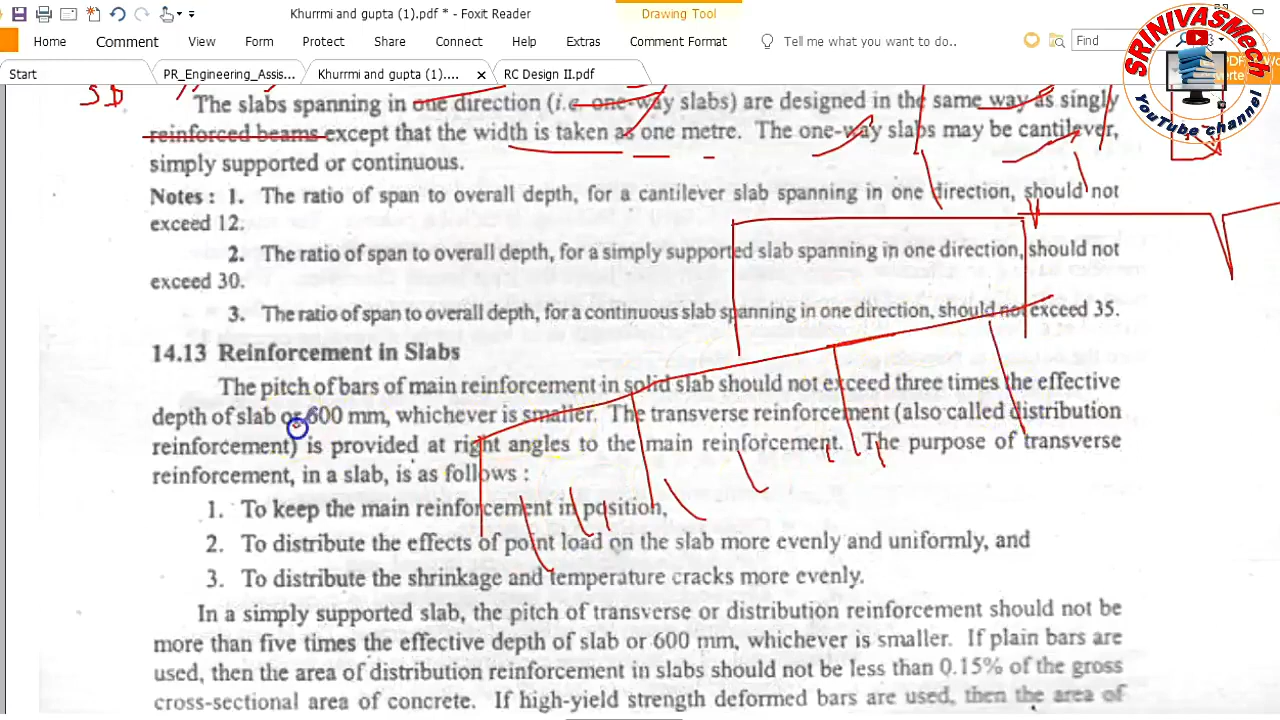 Khurrmi and gupta (1).pdf * - Foxit Reader
Drawing Tool
Home Comment View Form Protect Share Connect Help Extras Comment Format Tell me what you want to do.. Find
Start PR_Engineering_Assis... Khurrmi and gupta (1).... × RC Design II.pdf
SRINIVASMech
YouTube channel
SD
The slabs spanning in one direction (i.e. one-way slabs) are designed in the same way as singly
reinforced beams except that the width is taken as one metre. The one-way slabs may be cantilever,
simply supported or continuous.
Notes : 1. The ratio of span to overall depth, for a cantilever slab spanning in one direction, should not
exceed 12.
2. The ratio of span to overall depth, for a simply supported slab spanning in one direction, should not
exceed 30.
3. The ratio of span to overall depth, for a continuous slab spanning in one direction, should not exceed 35.
14.13 Reinforcement in Slabs
The pitch of bars of main reinforcement in solid slab should not exceed three times the effective
depth of slab or 600 mm, whichever is smaller. The transverse reinforcement (also called distribution
reinforcement) is provided at right angles to the main reinforcement. The purpose of transverse
reinforcement, in a slab, is as follows :
1. To keep the main reinforcement in position,
2. To distribute the effects of point load on the slab more evenly and uniformly, and
3. To distribute the shrinkage and temperature cracks more evenly.
In a simply supported slab, the pitch of transverse or distribution reinforcement should not be
more than five times the effective depth of slab or 600 mm, whichever is smaller. If plain bars are
used, then the area of distribution reinforcement in slabs should not be less than 0.15% of the gross
cross-sectional area of concrete. If high-yield strength deformed bars are used, then the area of